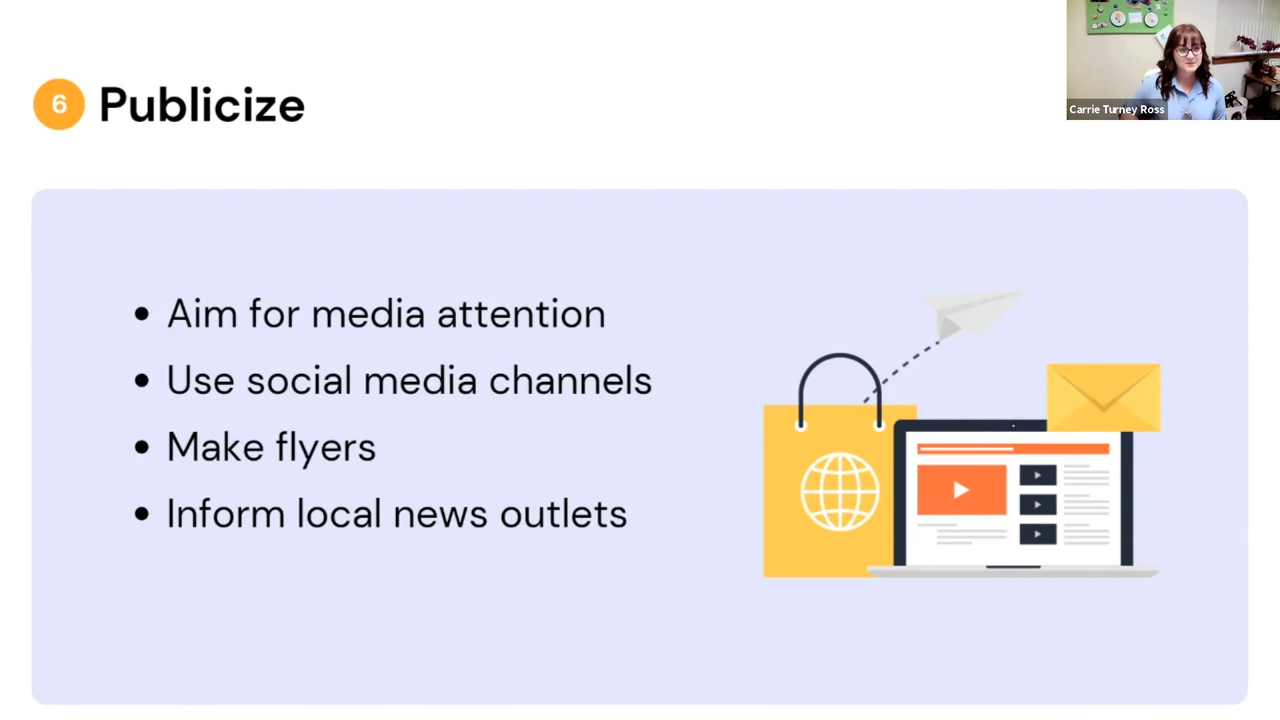 6 Publicize
Carrie Turney Ross
• Aim for media attention
• Use social media channels
• Make flyers
• Inform local news outlets